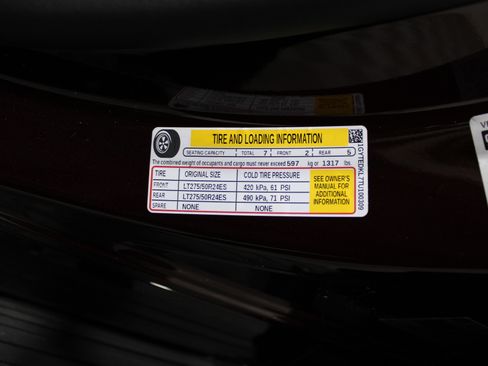 TIRE AND LOADING INFORMATION
SEATING CAPACITY TOTAL 7 FRONT 2 REAR 5
The combined weight of occupants and cargo must never exceed 597 kg or 1317 lbs.
TIRE ORIGINAL SIZE COLD TIRE PRESSURE
FRONT LT275/50R24ES 420 kPa, 61 PSI
REAR LT275/50R24ES 490 kPa, 71 PSI
SPARE NONE NONE
SEE OWNER'S
MANUAL FOR
ADDITIONAL
INFORMATION